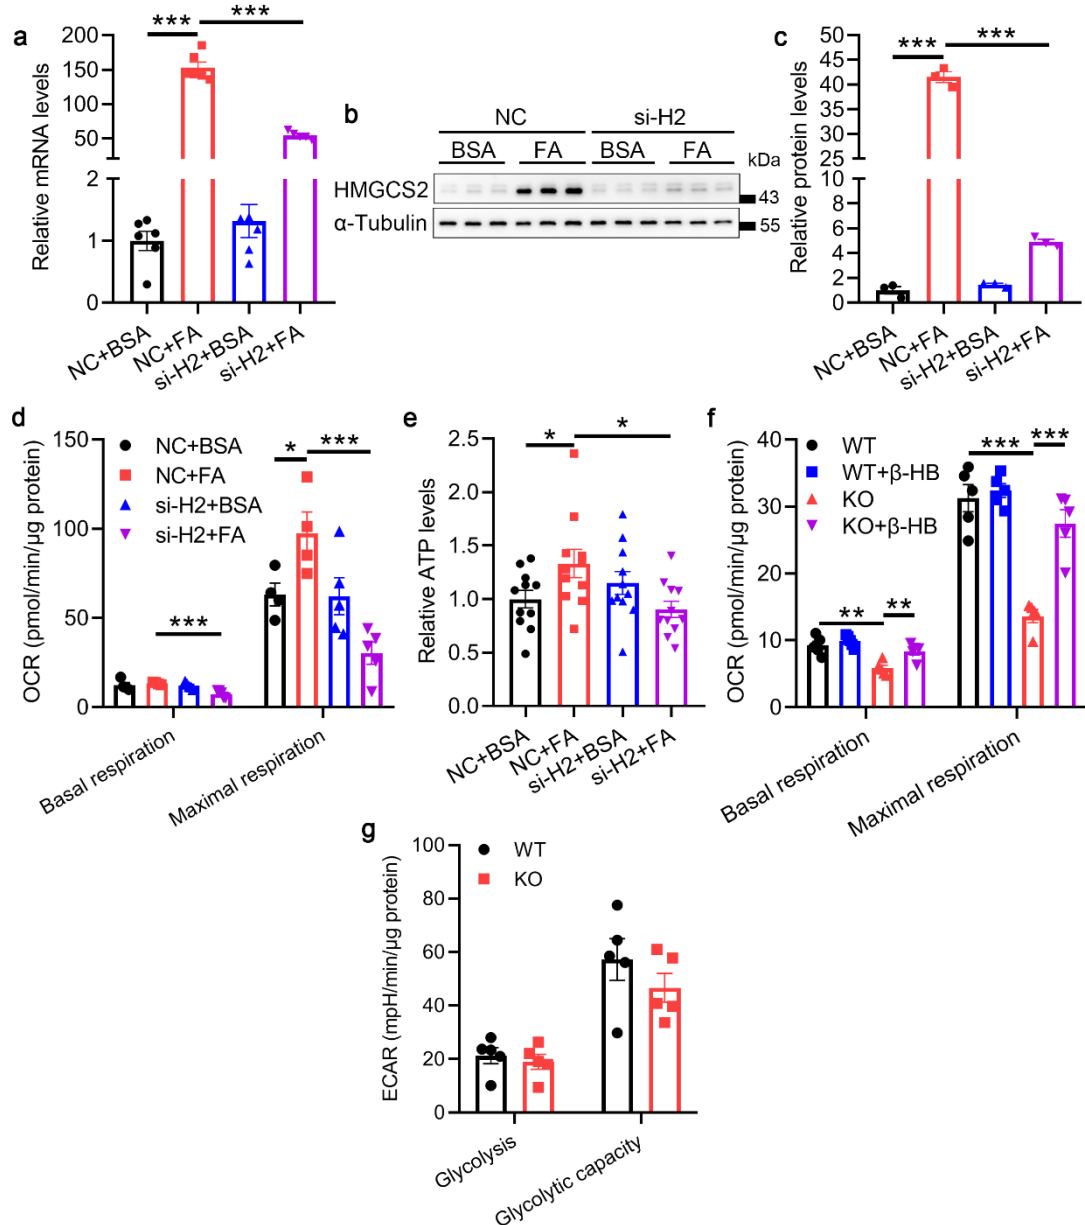 a
***
***
Relative mRNA levels
200
150
100
50
2
1
0
NC+BSA
NC+FA
si-H2+BSA
si-H2+FA
b
NC
si-H2
BSA
FA
BSA
FA
kDa
HMGCS2
43
α-Tubulin
55
c
***
***
Relative protein levels
50
45
40
35
30
25
10
8
6
4
2
0
NC+BSA
NC+FA
si-H2+BSA
si-H2+FA
d
OCR (pmol/min/μg protein)
150
100
50
0
NC+BSA
NC+FA
si-H2+BSA
si-H2+FA
***
*
***
Basal respiration
Maximal respiration
e
*
*
Relative ATP levels
2.5
2.0
1.5
1.0
0.5
0.0
NC+BSA
NC+FA
si-H2+BSA
si-H2+FA
f
OCR (pmol/min/μg protein)
40
30
20
10
0
WT
WT+β-HB
KO
KO+β-HB
**
**
***
***
Basal respiration
Maximal respiration
g
ECAR (mpH/min/μg protein)
100
80
60
40
20
0
WT
KO
Glycolysis
Glycolytic capacity